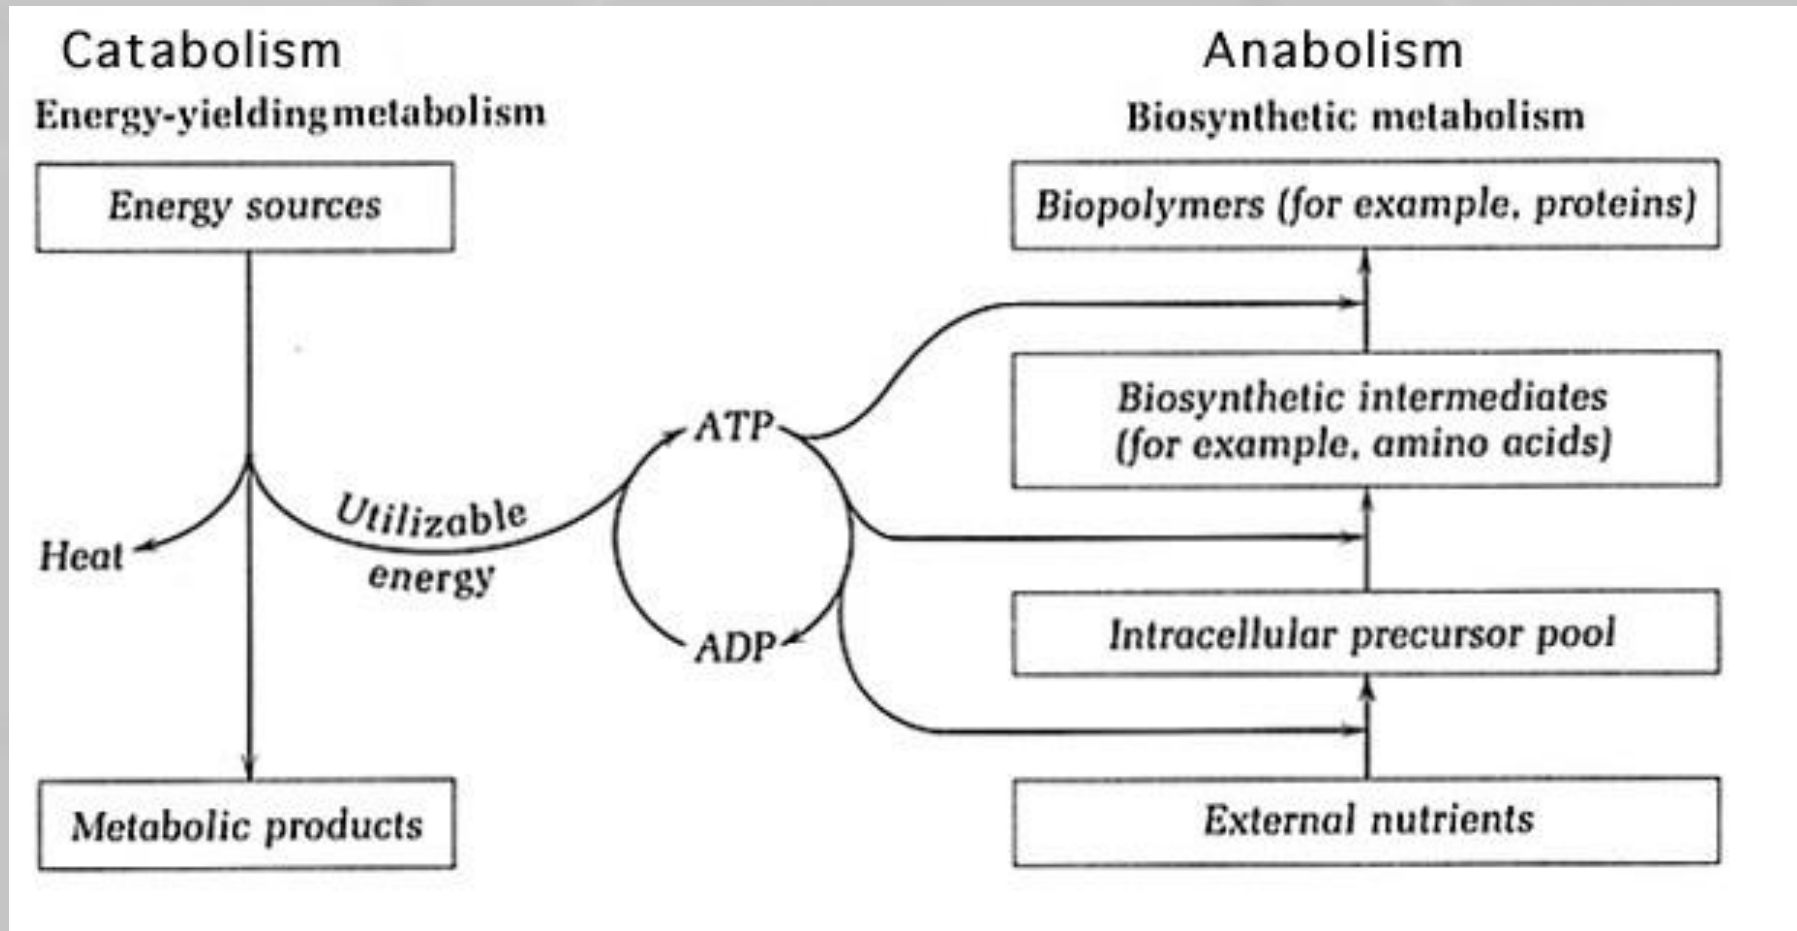 Catabolism
Energy-yielding metabolism
Energy sources
Heat
Utilizable
energy
Metabolic products
ATP
ADP
Anabolism
Biosynthetic metabolism
Biopolymers (for example, proteins)
Biosynthetic intermediates
(for example, amino acids)
Intracellular precursor pool
External nutrients